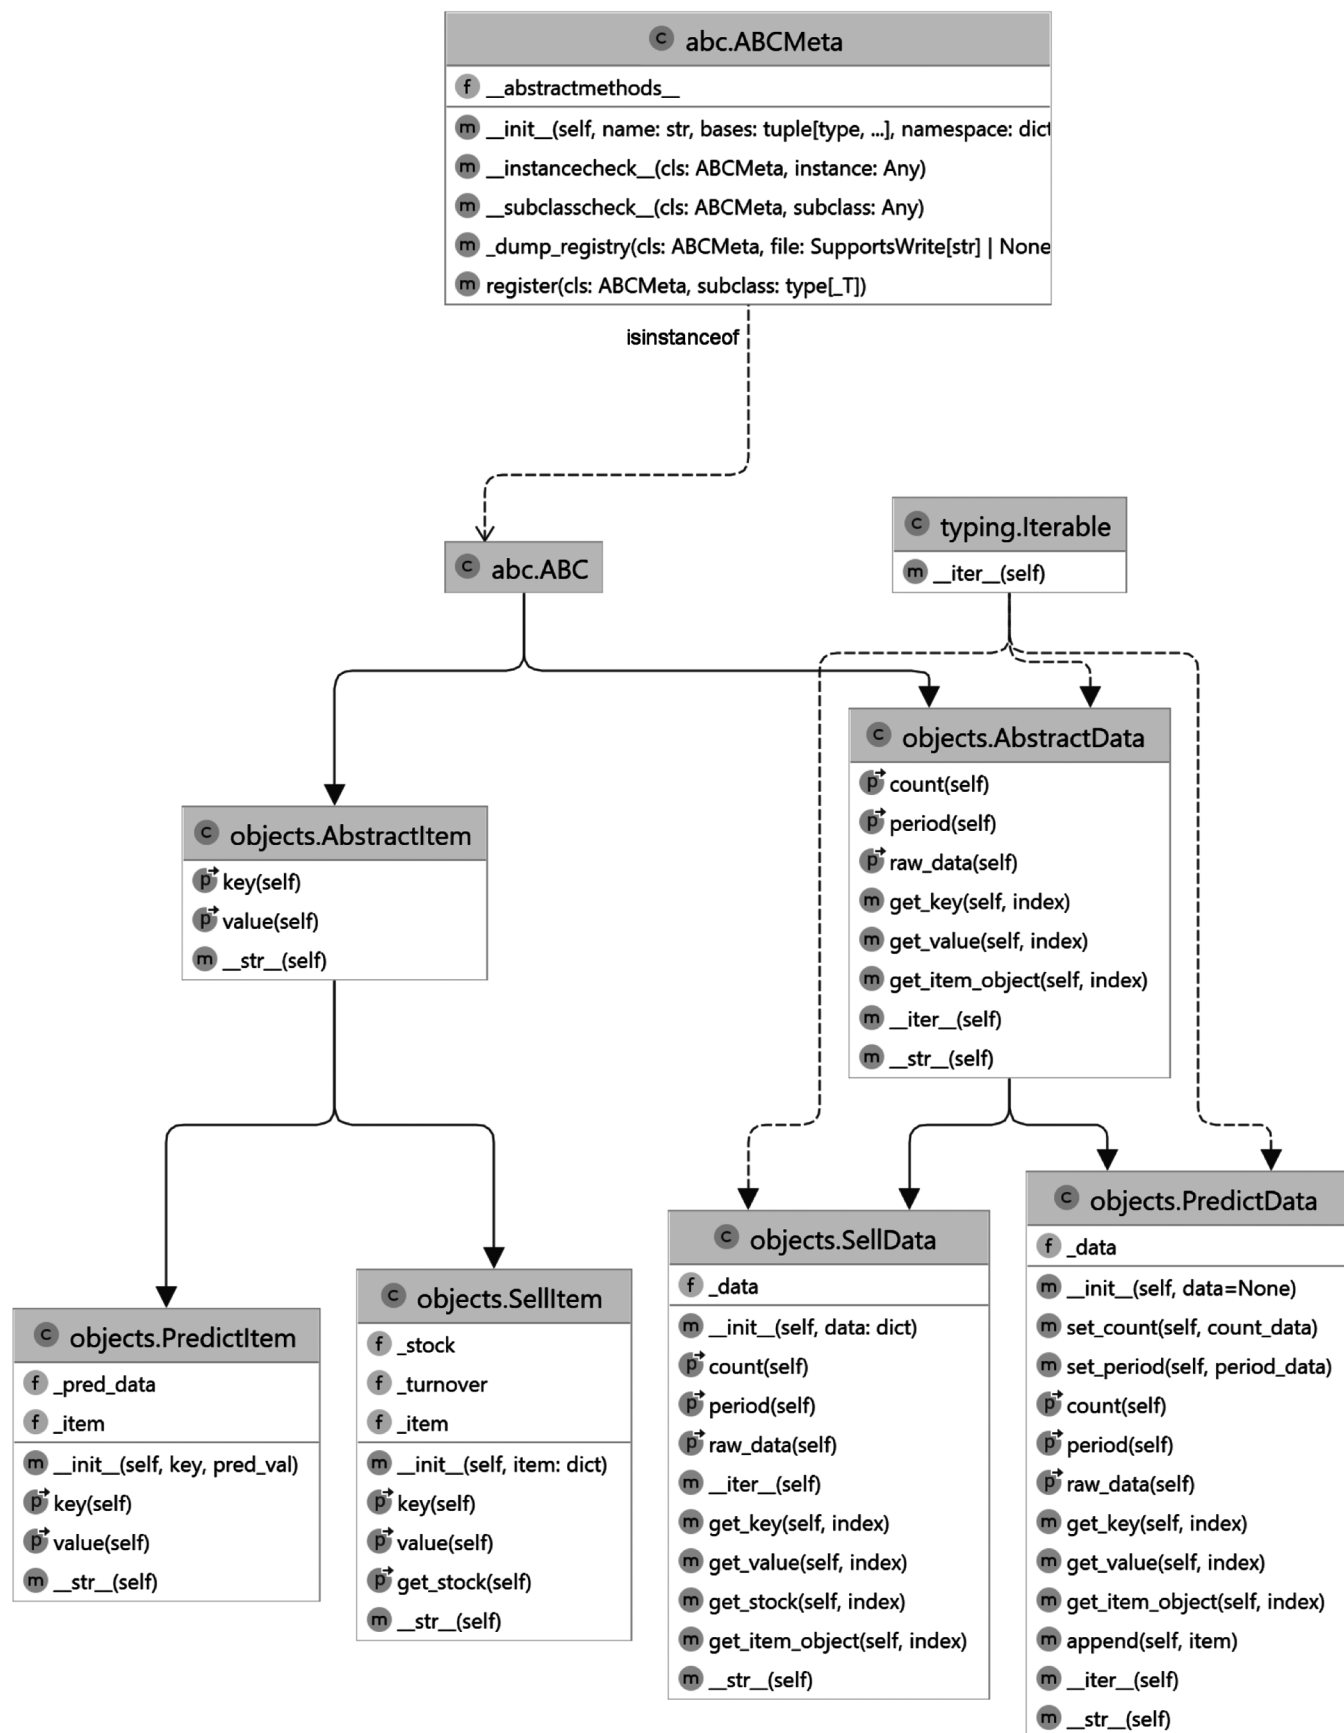 C abc.ABCMeta
f __abstractmethods__
m __init__(self, name: str, bases: tuple[type, ...], namespace: dict
m __instancecheck__(cls: ABCMeta, instance: Any)
m __subclasscheck__(cls: ABCMeta, subclass: Any)
m _dump_registry(cls: ABCMeta, file: SupportsWrite[str] | None
m register(cls: ABCMeta, subclass: type[_T])
isinstanceof
C abc.ABC
C typing.Iterable
m __iter__(self)
C objects.AbstractData
p count(self)
p period(self)
p raw_data(self)
m get_key(self, index)
m get_value(self, index)
m get_item_object(self, index)
m __iter__(self)
m __str__(self)
C objects.AbstractItem
p key(self)
p value(self)
m __str__(self)
C objects.PredictItem
f _pred_data
f _item
m __init__(self, key, pred_val)
p key(self)
p value(self)
m __str__(self)
C objects.SellItem
f _stock
f _turnover
f _item
m __init__(self, item: dict)
p key(self)
p value(self)
p get_stock(self)
m __str__(self)
C objects.SellData
f _data
m __init__(self, data: dict)
p count(self)
p period(self)
p raw_data(self)
m __iter__(self)
m get_key(self, index)
m get_value(self, index)
m get_stock(self, index)
m get_item_object(self, index)
m __str__(self)
C objects.PredictData
f _data
m __init__(self, data=None)
m set_count(self, count_data)
m set_period(self, period_data)
p count(self)
p period(self)
p raw_data(self)
m get_key(self, index)
m get_value(self, index)
m get_item_object(self, index)
m append(self, item)
m __iter__(self)
m __str__(self)